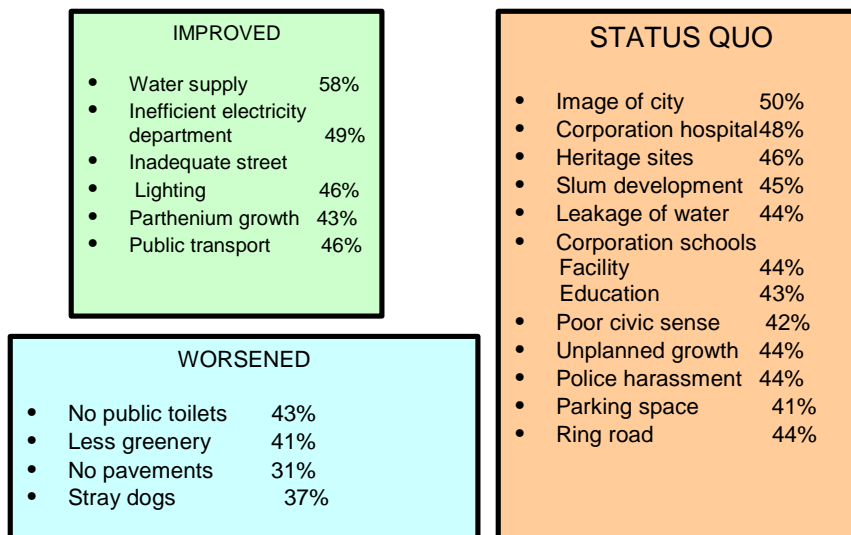 IMPROVED
• Water supply 58%
• Inefficient electricity
department 49%
• Inadequate street
• Lighting 46%
• Parthenium growth 43%
• Public transport 46%
WORSENED
• No public toilets 43%
• Less greenery 41%
• No pavements 31%
• Stray dogs 37%
STATUS QUO
• Image of city 50%
• Corporation hospital48%
• Heritage sites 46%
• Slum development 45%
• Leakage of water 44%
• Corporation schools
Facility 44%
Education 43%
• Poor civic sense 42%
• Unplanned growth 44%
• Police harassment 44%
• Parking space 41%
• Ring road 44%